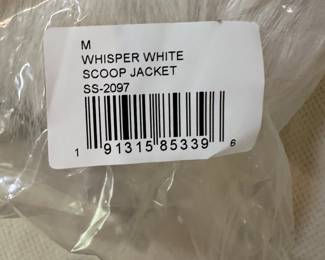 M
WHISPER WHITE
SCOOP JACKET
SS-2097
1 91315 85339 6